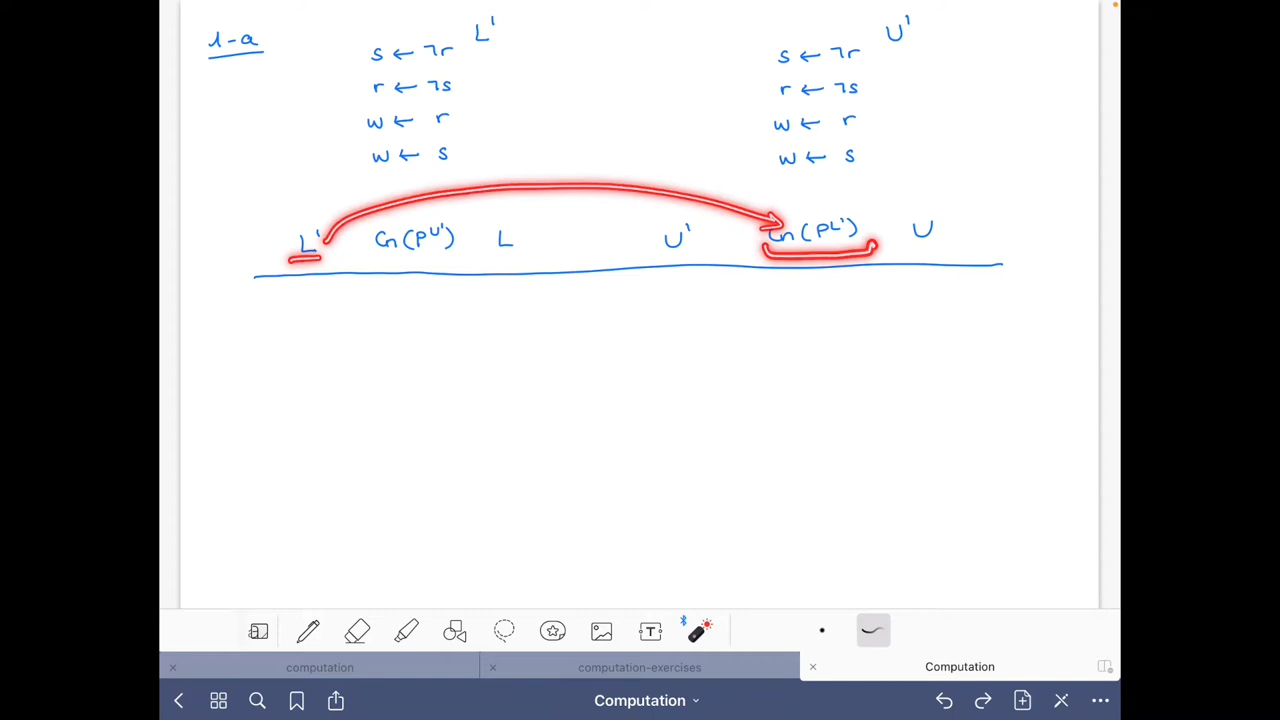 1-a
L'
s ← ¬r
r ← ¬s
w ← r
w ← s
U'
s ← ¬r
r ← ¬s
w ← r
w ← s
L' Cn(P^U') L U' Cn(P^L') U
T
computation
computation-exercises
Computation
Computation